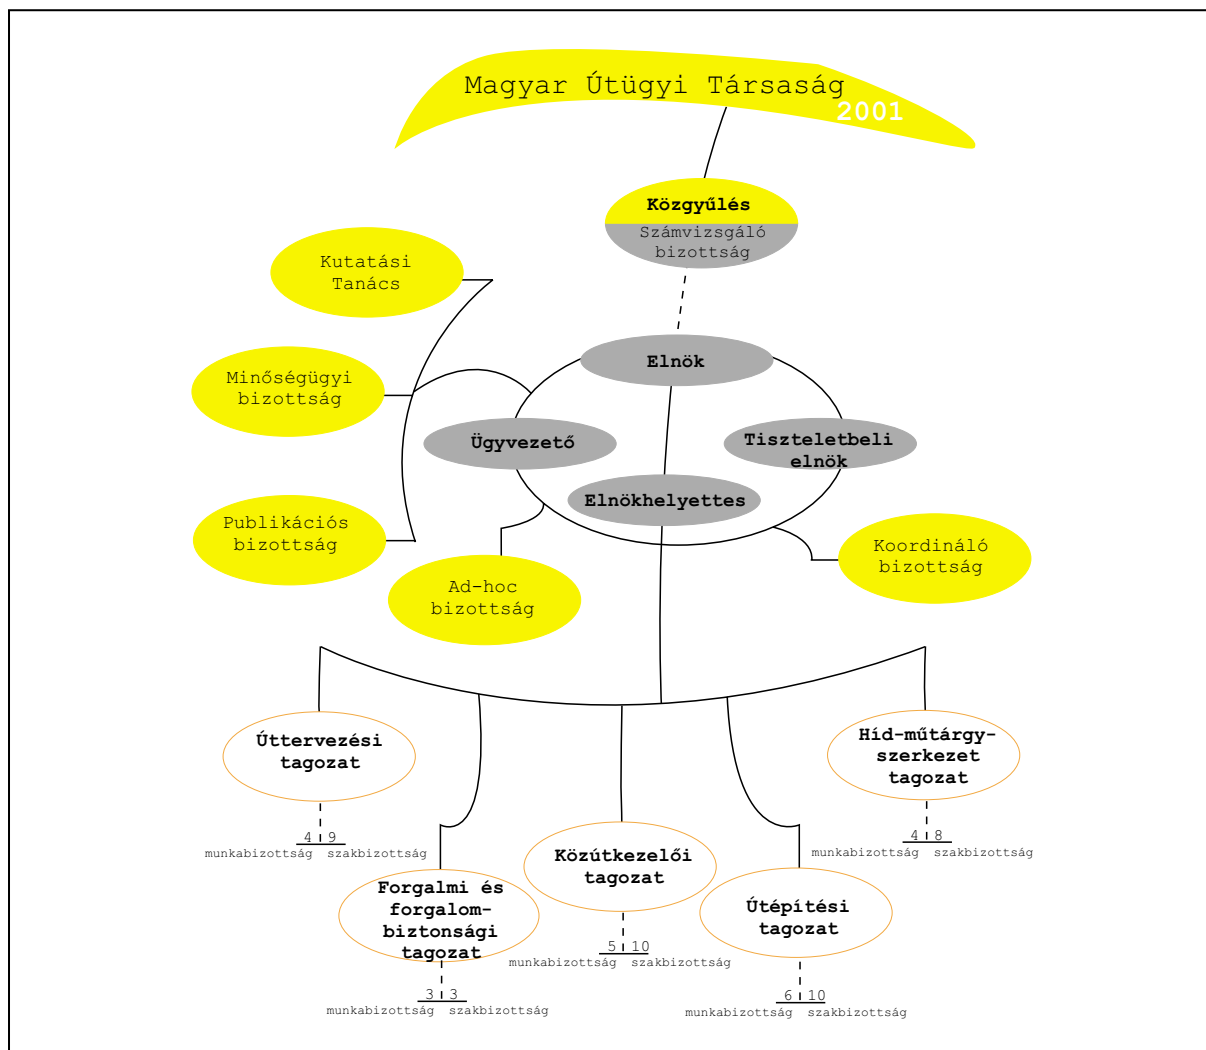 Magyar Útügyi Társaság
2001
Közgyűlés
Számvizsgáló
bizottság
Kutatási
Tanács
Elnök
Minőségügyi
bizottság
Ügyvezető
Tiszteletbeli
elnök
Elnökhelyettes
Publikációs
bizottság
Koordináló
bizottság
Ad-hoc
bizottság
Úttervezési
tagozat
4 9
munkabizottság szakbizottság
Híd-műtárgy-
szerkezet
tagozat
4 8
munkabizottság szakbizottság
Forgalmi és
forgalom-
biztonsági
tagozat
3 3
munkabizottság szakbizottság
Közútkezelői
tagozat
5 10
munkabizottság szakbizottság
Útépítési
tagozat
6 10
munkabizottság szakbizottság